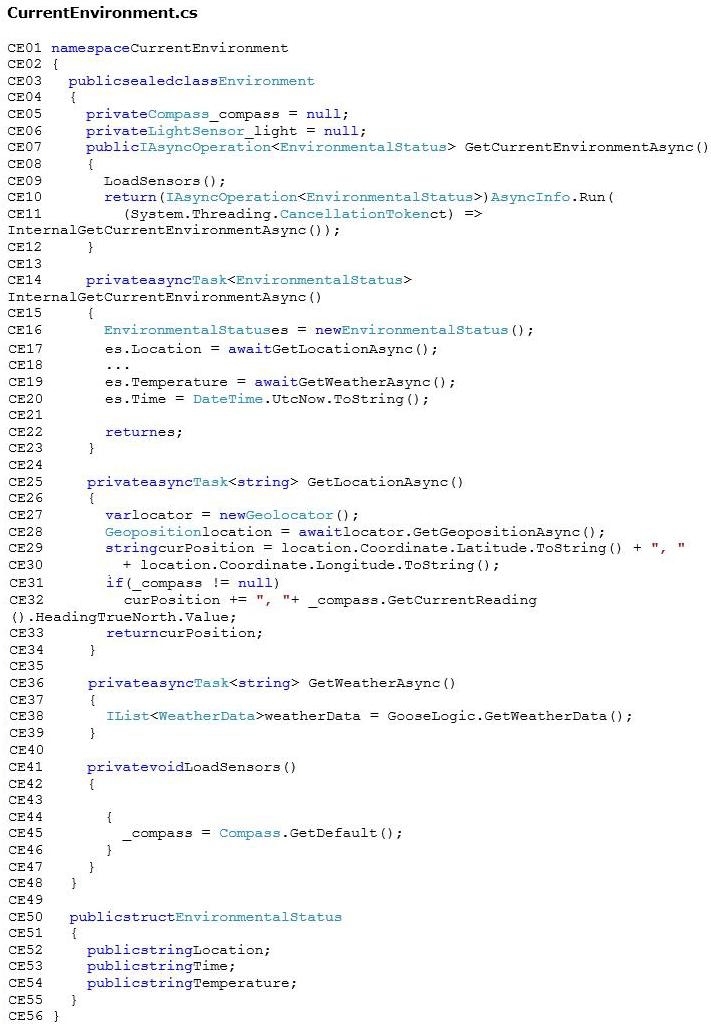 CurrentEnvironment.cs
CE01 namespaceCurrentEnvironment
CE02 {
CE03 publicsealedclassEnvironment
CE04 {
CE05 privateCompass_compass = null;
CE06 privateLightSensor_light = null;
CE07 publicIAsyncOperation<EnvironmentalStatus> GetCurrentEnvironmentAsync()
CE08 {
CE09 LoadSensors();
CE10 return(IAsyncOperation<EnvironmentalStatus>)AsyncInfo.Run(
CE11 (System.Threading.CancellationTokenct) =>
InternalGetCurrentEnvironmentAsync());
CE12 }
CE13
CE14 privateasyncTask<EnvironmentalStatus>
InternalGetCurrentEnvironmentAsync()
CE15 {
CE16 EnvironmentalStatuses = newEnvironmentalStatus();
CE17 es.Location = awaitGetLocationAsync();
CE18 ...
CE19 es.Temperature = awaitGetWeatherAsync();
CE20 es.Time = DateTime.UtcNow.ToString();
CE21
CE22 returnes;
CE23 }
CE24
CE25 privateasyncTask<string> GetLocationAsync()
CE26 {
CE27 varlocator = newGeolocator();
CE28 Geopositionlocation = awaitlocator.GetGeopositionAsync();
CE29 stringcurPosition = location.Coordinate.Latitude.ToString() + ", "
CE30 + location.Coordinate.Longitude.ToString();
CE31 if(_compass != null)
CE32 curPosition += ", "+ _compass.GetCurrentReading
().HeadingTrueNorth.Value;
CE33 returncurPosition;
CE34 }
CE35
CE36 privateasyncTask<string> GetWeatherAsync()
CE37 {
CE38 IList<WeatherData>weatherData = GooseLogic.GetWeatherData();
CE39 }
CE40
CE41 privatevoidLoadSensors()
CE42 {
CE43
CE44 {
CE45 _compass = Compass.GetDefault();
CE46 }
CE47 }
CE48 }
CE49
CE50 publicstructEnvironmentalStatus
CE51 {
CE52 publicstringLocation;
CE53 publicstringTime;
CE54 publicstringTemperature;
CE55 }
CE56 }